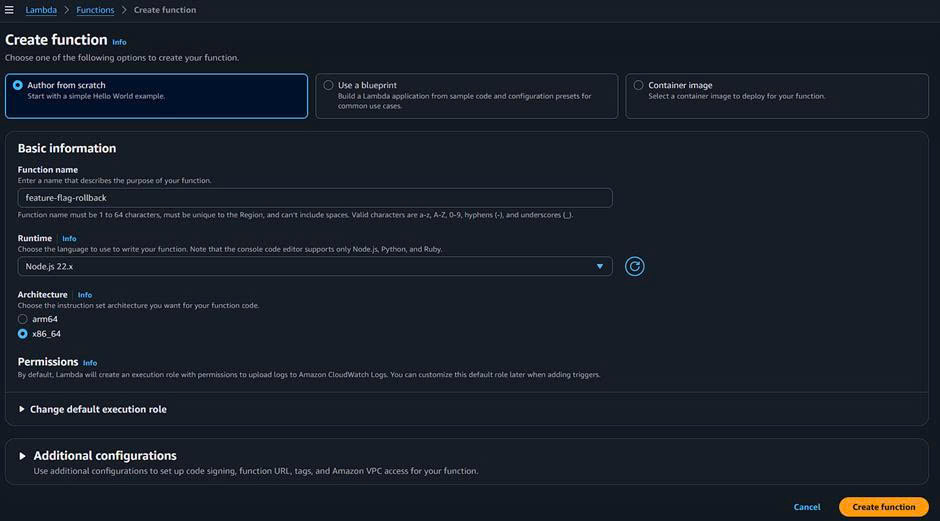 Lambda > Functions > Create function
Create function Info
Choose one of the following options to create your function.
Author from scratch
Start with a simple Hello World example.
Use a blueprint
Build a Lambda application from sample code and configuration presets for
common use cases.
Container image
Select a container image to deploy for your function.
Basic information
Function name
Enter a name that describes the purpose of your function.
feature-flag-rollback
Function name must be 1 to 64 characters, must be unique to the Region, and can't include spaces. Valid characters are a-z, A-Z, 0-9, hyphens (-), and underscores (_).
Runtime | Info
Choose the language to use to write your function. Note that the console code editor supports only Node.js, Python, and Ruby.
Node.js 22.x
Architecture | Info
Choose the instruction set architecture you want for your function code.
arm64
x86_64
Permissions Info
By default, Lambda will create an execution role with permissions to upload logs to Amazon CloudWatch Logs. You can customize this default role later when adding triggers.
Change default execution role
Additional configurations
Use additional configurations to set up code signing, function URL, tags, and Amazon VPC access for your function.
Cancel
Create function